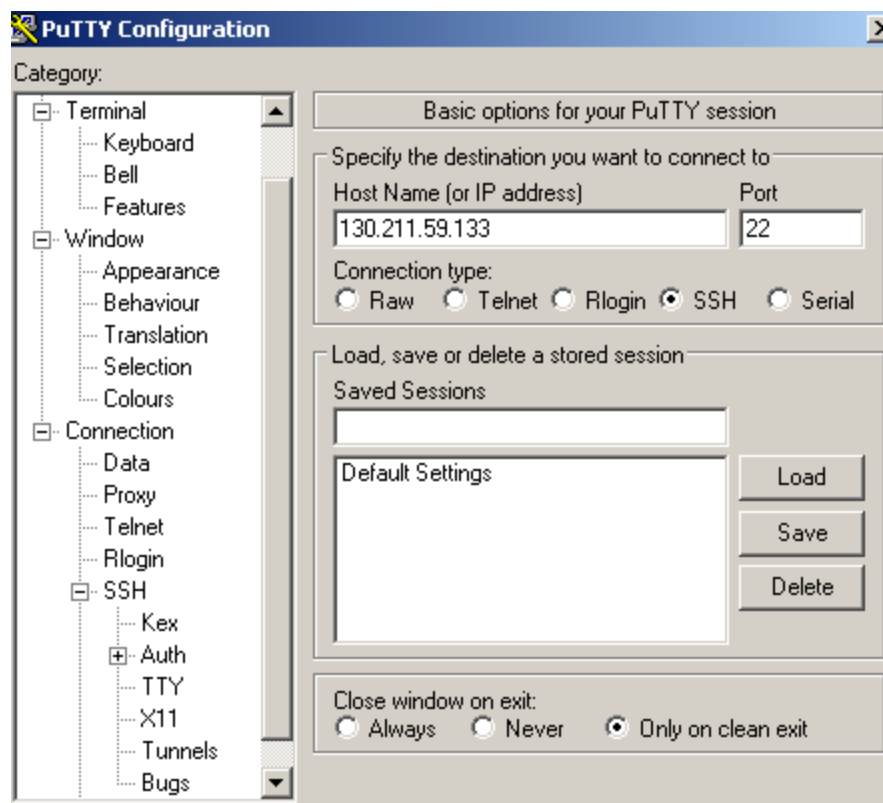 PuTTY Configuration
Category:
Terminal
Keyboard
Bell
Features
Window
Appearance
Behaviour
Translation
Selection
Colours
Connection
Data
Proxy
Telnet
Rlogin
SSH
Kex
Auth
TTY
X11
Tunnels
Bugs
Basic options for your PuTTY session
Specify the destination you want to connect to
Host Name (or IP address) Port
130.211.59.133 22
Connection type:
Raw Telnet Rlogin SSH Serial
Load, save or delete a stored session
Saved Sessions
Default Settings
Load
Save
Delete
Close window on exit:
Always Never Only on clean exit